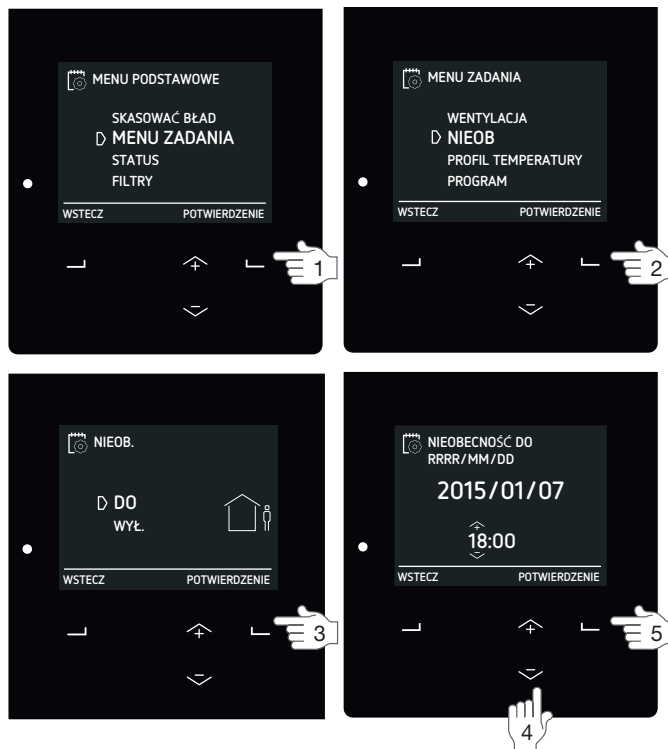 MENU PODSTAWOWE
SKASOWAĆ BŁAD
MENU ZADANIA
STATUS
FILTRY
WSTECZ POTWIERDZENIE
1
MENU ZADANIA
WENTYLACJA
NIEOB
PROFIL TEMPERATURY
PROGRAM
WSTECZ POTWIERDZENIE
2
NIEOB.
DO
WYŁ.
WSTECZ POTWIERDZENIE
3
NIEOBECNOŚĆ DO
RRRR/MM/DD
2015/01/07
18:00
WSTECZ POTWIERDZENIE
5
4